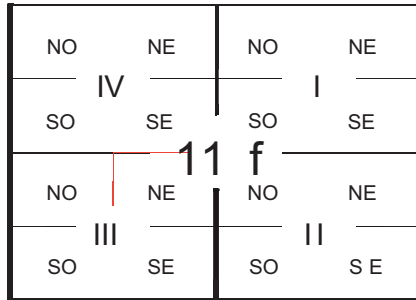 NO NE NO NE
IV I
SO SE SO SE
11 f
NO NE NO NE
III II
SO SE SO S E